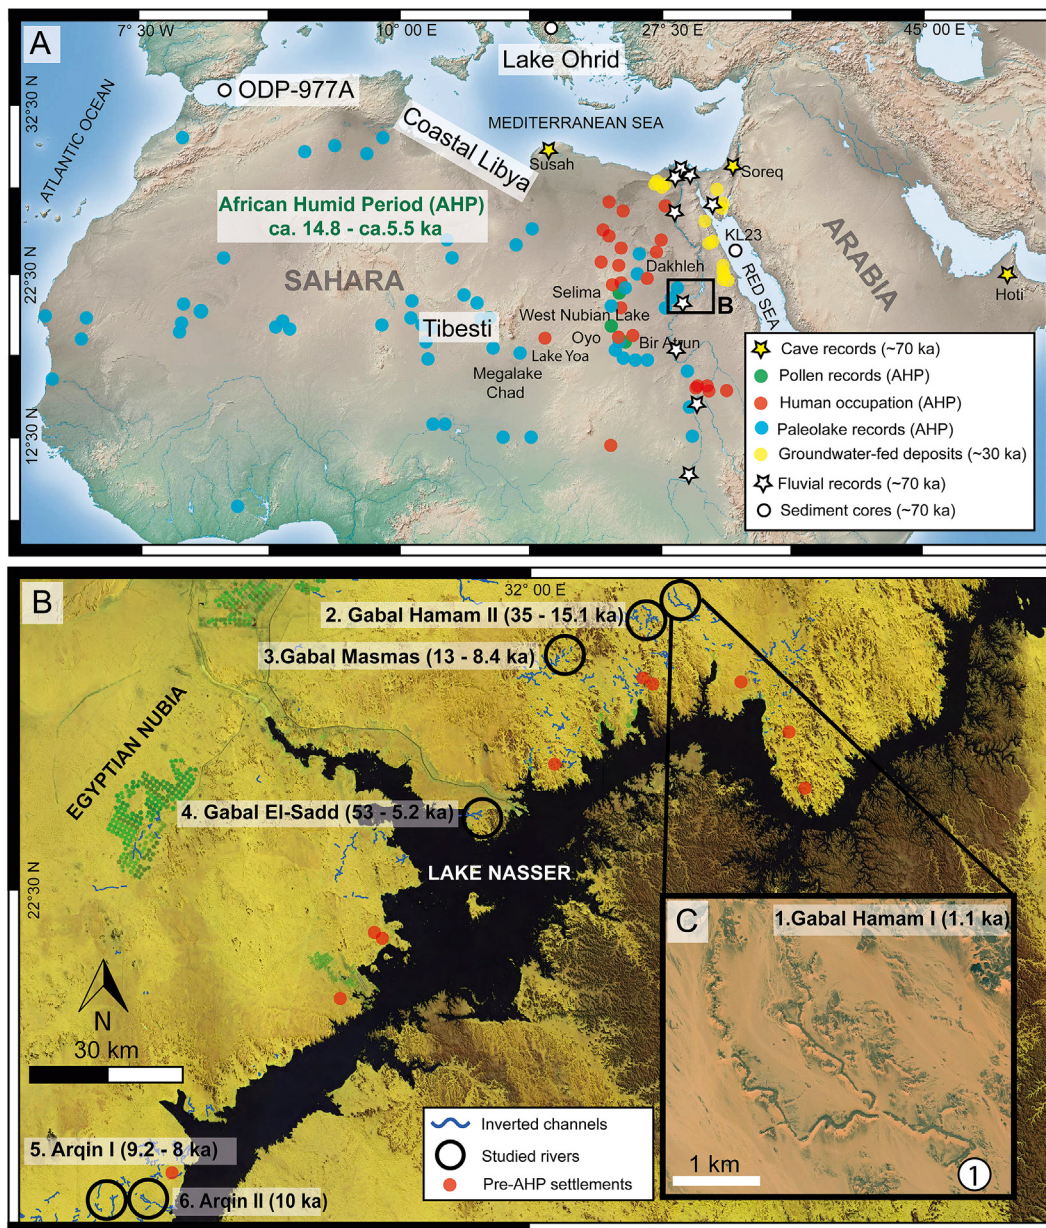 A
7°30 W
10°00 E
27°30 E
45°00 E
32°30 N
22°30 N
12°30 N
Lake Ohrid
ODP-977A
ATLANTIC OCEAN
MEDITERRANEAN SEA
Coastal Libya
Susah
Soreq
African Humid Period (AHP)
ca. 14.8 - ca.5.5 ka
KL23
RED SEA
ARABIA
SAHARA
Dakhleh
Hoti
Selima
B
West Nubian Lake
Tibesti
Oyo
Bir Atrun
Lake Yoa
Megalake
Chad
Cave records (~70 ka)
Pollen records (AHP)
Human occupation (AHP)
Paleolake records (AHP)
Groundwater-fed deposits (~30 ka)
Fluvial records (~70 ka)
Sediment cores (~70 ka)
B
32°00 E
22°30 N
2. Gabal Hamam II (35 - 15.1 ka)
3.Gabal Masmas (13 - 8.4 ka)
EGYPTIAN NUBIA
4. Gabal El-Sadd (53 - 5.2 ka)
LAKE NASSER
C
1.Gabal Hamam I (1.1 ka)
N
30 km
5. Arqin I (9.2 - 8 ka)
6. Arqin II (10 ka)
Inverted channels
Studied rivers
Pre-AHP settlements
1 km
1